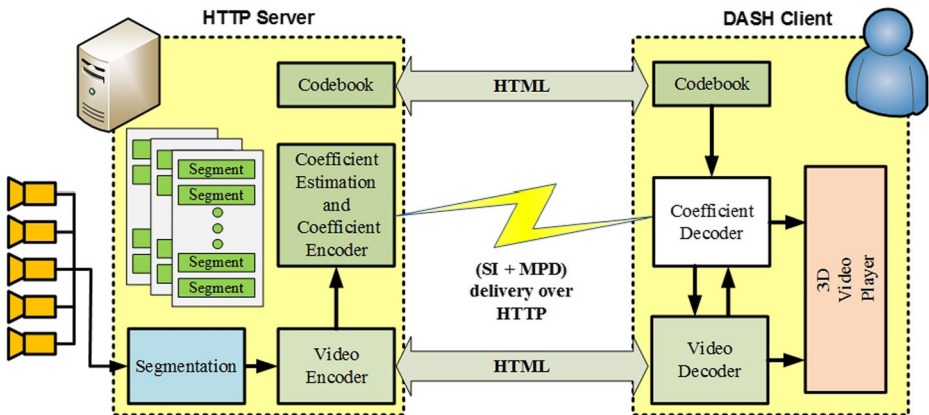 HTTP Server
DASH Client
Codebook
HTML
Codebook
Segment
Segment
Segment
Segment
Coefficient
Estimation
and
Coefficient
Encoder
(SI + MPD)
delivery over
HTTP
Coefficient
Decoder
3D
Video
Player
Segmentation
Video
Encoder
HTML
Video
Decoder